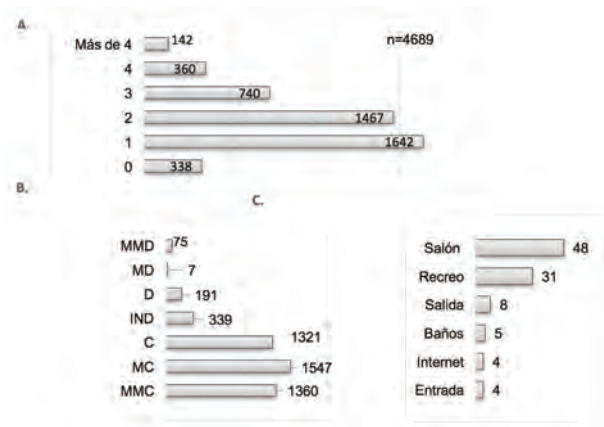 A.
Más de 4 142 n=4689
4 360
3 740
2 1467
1 1642
0 338
B.
C.
MMD 75
MD 7
D 191
IND 339
C 1321
MC 1547
MMC 1360
Salón 48
Recreo 31
Salida 8
Baños 5
Internet 4
Entrada 4